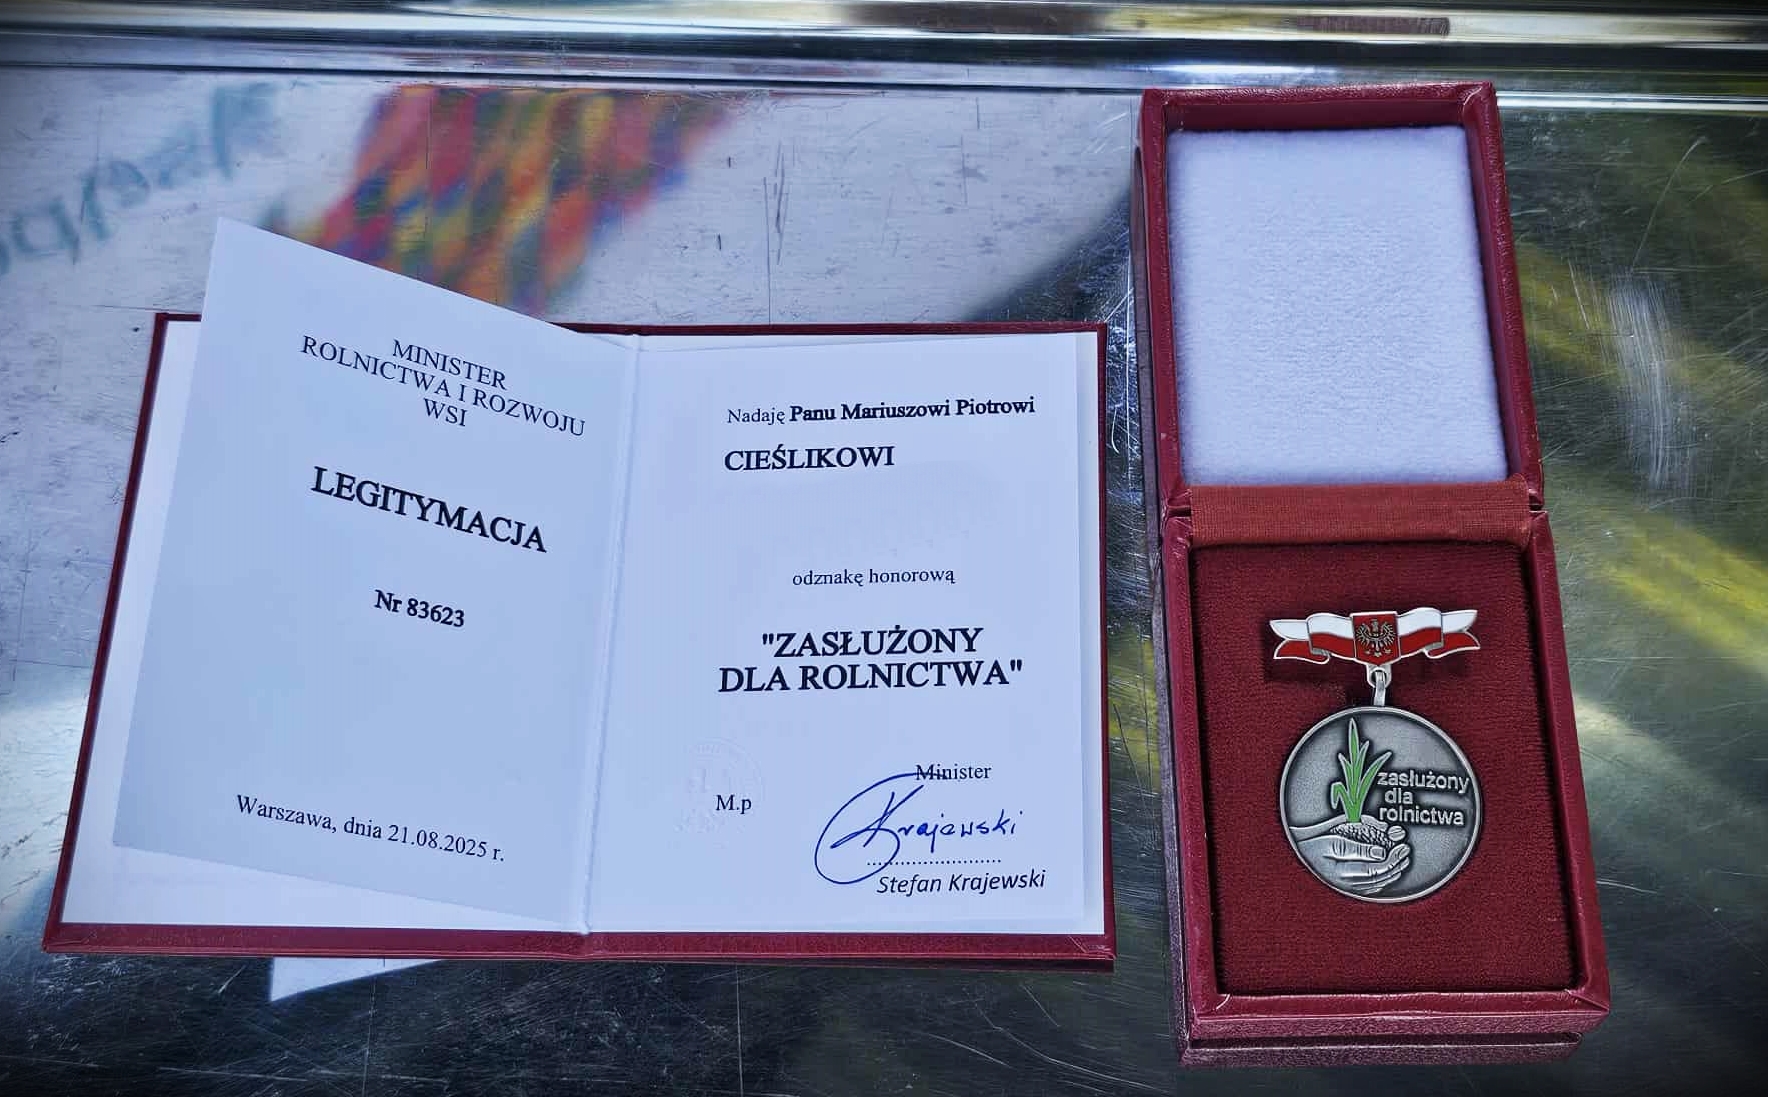 MINISTER
ROLNICTWA I ROZWOJU
WSI
LEGITYMACJA
Nr 83623
Warszawa, dnia 21.08.2025 r.
Nadaję Panu Mariuszowi Piotrowi
CIEŚLIKOWI
odznakę honorową
"ZASŁUŻONY
DLA ROLNICTWA"
Minister
M.p
Krajewski
Stefan Krajewski
zasłużony
dla
rolnictwa